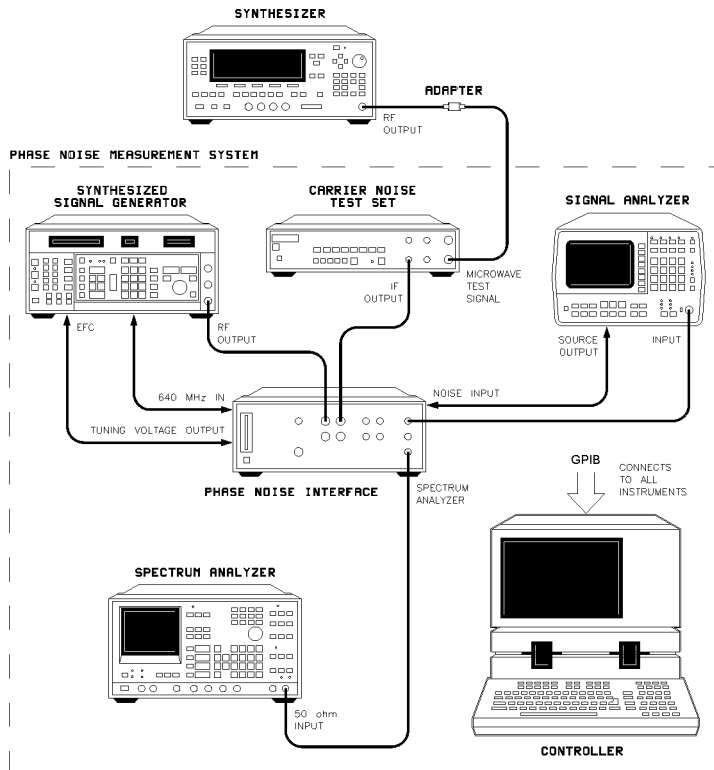 SYNTHESIZER
ADAPTER
RF
OUTPUT
PHASE NOISE MEASUREMENT SYSTEM
SYNTHESIZED
SIGNAL GENERATOR
CARRIER NOISE
TEST SET
SIGNAL ANALYZER
MICROWAVE
TEST
SIGNAL
IF
OUTPUT
EFC
RF
OUTPUT
SOURCE
OUTPUT
INPUT
640 MHz IN
NOISE INPUT
TUNING VOLTAGE OUTPUT
PHASE NOISE INTERFACE
SPECTRUM
ANALYZER
GPIB
CONNECTS
TO ALL
INSTRUMENTS
SPECTRUM ANALYZER
50 ohm
INPUT
CONTROLLER